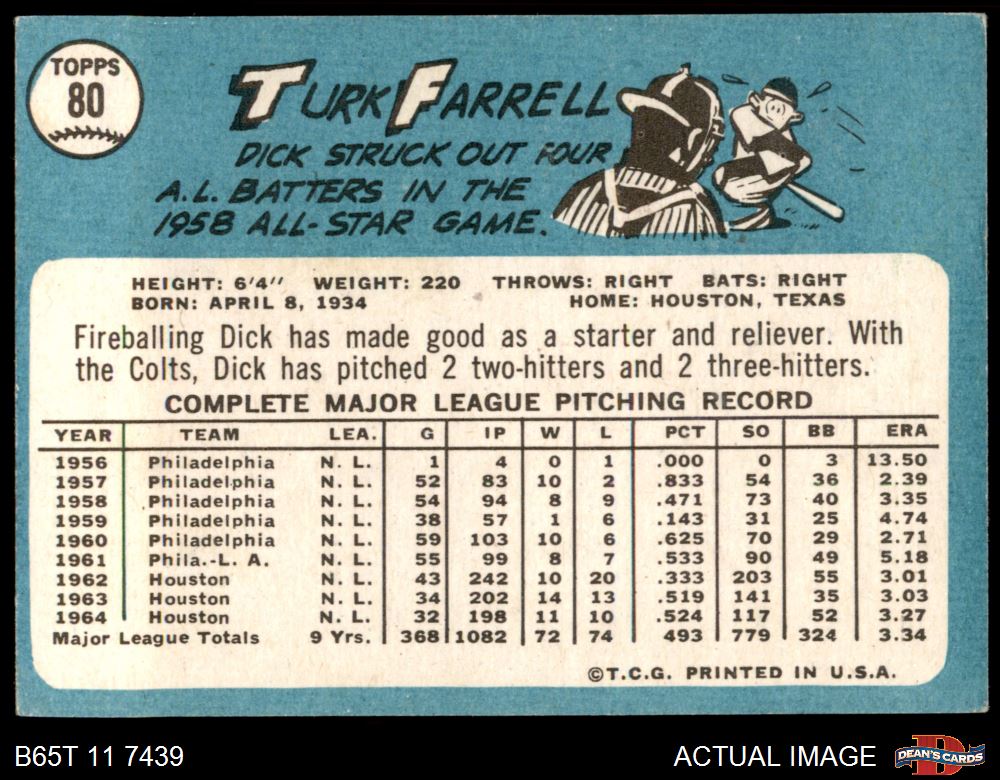 TOPPS
80
TURK FARRELL
DICK STRUCK OUT FOUR
A.L. BATTERS IN THE
1958 ALL-STAR GAME.
HEIGHT: 6'4" WEIGHT: 220 THROWS: RIGHT BATS: RIGHT
BORN: APRIL 8, 1934 HOME: HOUSTON, TEXAS
Fireballing Dick has made good as a starter and reliever. With
the Colts, Dick has pitched 2 two-hitters and 2 three-hitters.
COMPLETE MAJOR LEAGUE PITCHING RECORD
YEAR TEAM LEA. G IP W L PCT SO BB ERA
1956 Philadelphia N. L. 1 4 0 1 .000 0 3 13.50
1957 Philadelphia N. L. 52 83 10 2 .833 54 36 2.39
1958 Philadelphia N. L. 54 94 8 9 .471 73 40 3.35
1959 Philadelphia N. L. 38 57 1 6 .143 31 25 4.74
1960 Philadelphia N. L. 59 103 10 6 .625 70 29 2.71
1961 Phila.-L. A. N. L. 55 99 8 7 .533 90 49 5.18
1962 Houston N. L. 43 242 10 20 .333 203 55 3.01
1963 Houston N. L. 34 202 14 13 .519 141 35 3.03
1964 Houston N. L. 32 198 11 10 .524 117 52 3.27
Major League Totals 9 Yrs. 368 1082 72 74 493 779 324 3.34
©T.C.G. PRINTED IN U.S.A.
B65T 11 7439 ACTUAL IMAGE DEAN'S CARDS